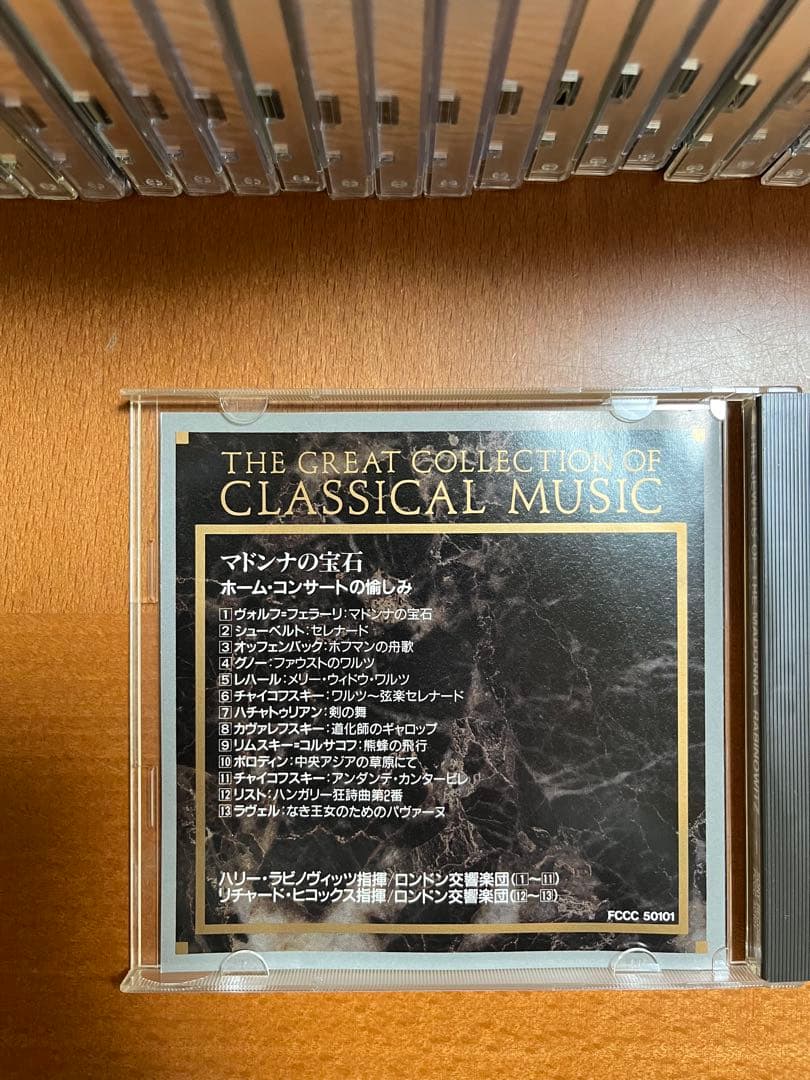 THE GREAT COLLECTION OF
CLASSICAL MUSIC
マドンナの宝石
ホーム・コンサートの愉しみ
1 ヴォルフ=フェラーリ:マドンナの宝石
2 シューベルト:セレナード
3 オッフェンバック:ホフマンの舟歌
4 グノー:ファウストのワルツ
5 レハール:メリー・ウィドウ・ワルツ
6 チャイコフスキー:ワルツ~弦楽セレナード
7 ハチャトゥリアン:剣の舞
8 カヴァレフスキー:道化師のギャロップ
9 リムスキー=コルサコフ:熊蜂の飛行
10 ボロディン:中央アジアの草原にて
11 チャイコフスキー:アンダンテ・カンタービレ
12 リスト:ハンガリー狂詩曲第2番
13 ラヴェル:なき王女のためのパヴァーヌ
ハリー・ラビノヴィッツ指揮/ロンドン交響楽団(1~11)
リチャード・ヒコックス指揮/ロンドン交響楽団(12~13)
FCCC 50101
JEWELS OF THE MADONNA RABINOWITZ